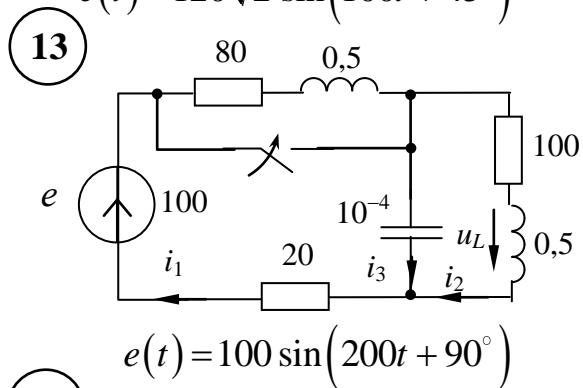 13
80
0,5
e
100
i₁
20
10⁻⁴
i₃
u_L
i₂
100
0,5
e(t) = 100 sin(200t + 90°)